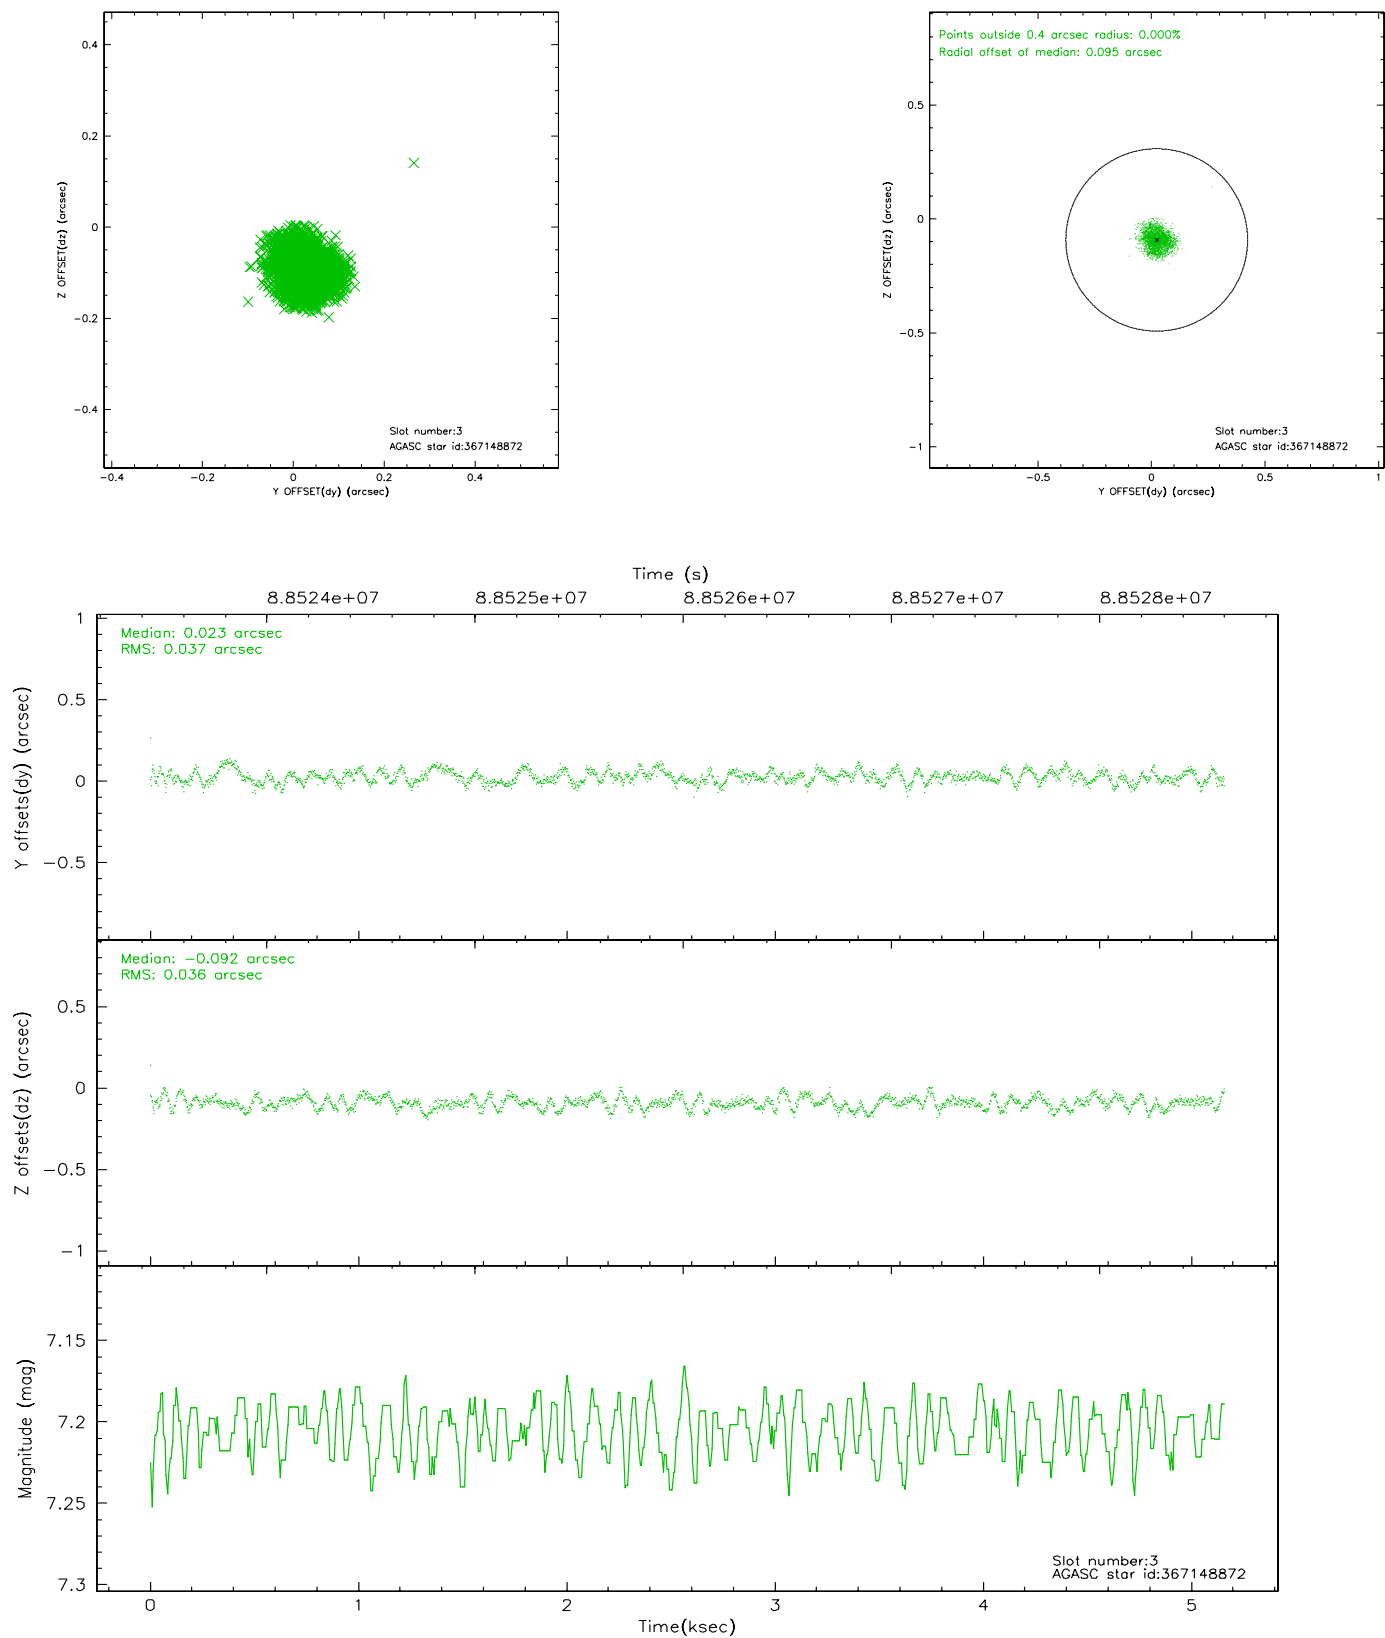 0.4
0.2
0
−0.2
−0.4
Z OFFSET(dz) (arcsec)
−0.4 −0.2 0 0.2 0.4
Y OFFSET(dy) (arcsec)
Slot number:3
AGASC star id:367148872
Points outside 0.4 arcsec radius: 0.000%
Radial offset of median: 0.095 arcsec
0.5
0
−0.5
−1
Z OFFSET(dz) (arcsec)
−0.5 0 0.5 1
Y OFFSET(dy) (arcsec)
Slot number:3
AGASC star id:367148872
Time (s)
8.8524e+07 8.8525e+07 8.8526e+07 8.8527e+07 8.8528e+07
Median: 0.023 arcsec
RMS: 0.037 arcsec
1
0.5
0
−0.5
Y offsets(dy) (arcsec)
Median: −0.092 arcsec
RMS: 0.036 arcsec
0.5
0
−0.5
−1
Z offsets(dz) (arcsec)
7.15
7.2
7.25
7.3
Magnitude (mag)
Slot number:3
AGASC star id:367148872
0 1 2 3 4 5
Time(ksec)